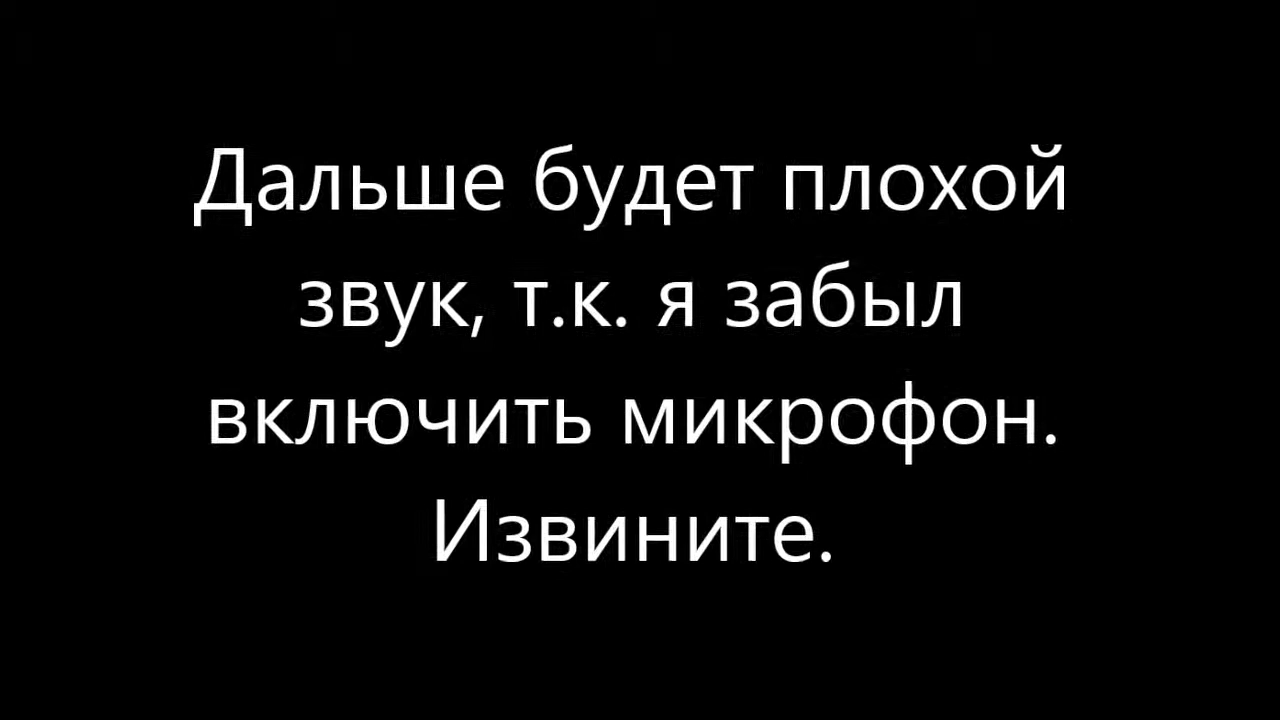 Дальше будет плохой
звук, т.к. я забыл
включить микрофон.
Извините.